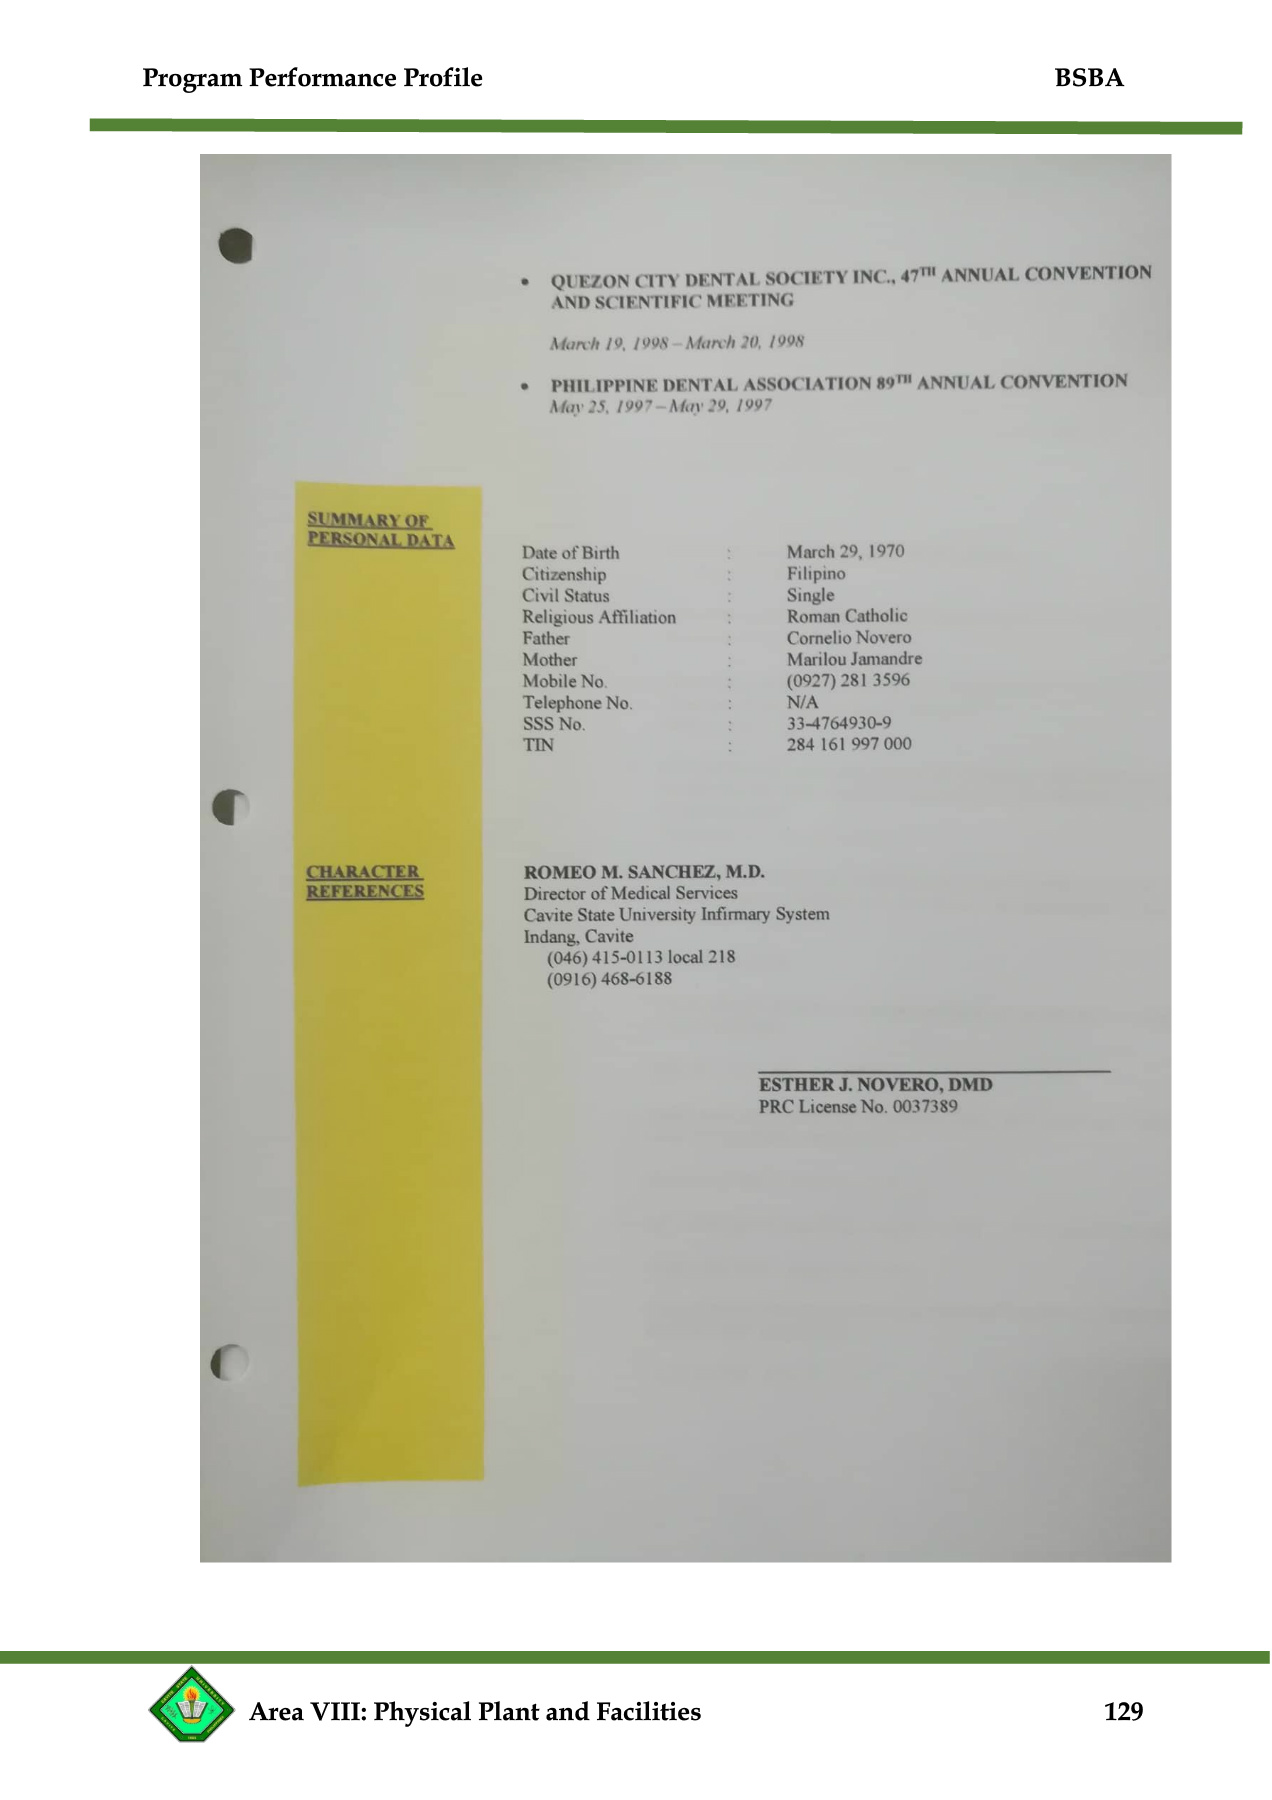 Program Performance Profile BSBA
• QUEZON CITY DENTAL SOCIETY INC., 47TH ANNUAL CONVENTION
AND SCIENTIFIC MEETING
March 19, 1998 – March 20, 1998
• PHILIPPINE DENTAL ASSOCIATION 89TH ANNUAL CONVENTION
May 25, 1997 – May 29, 1997
SUMMARY OF
PERSONAL DATA
Date of Birth : March 29, 1970
Citizenship : Filipino
Civil Status : Single
Religious Affiliation : Roman Catholic
Father : Cornelio Novero
Mother : Marilou Jamandre
Mobile No. : (0927) 281 3596
Telephone No. : N/A
SSS No. : 33-4764930-9
TIN : 284 161 997 000
CHARACTER
REFERENCES
ROMEO M. SANCHEZ, M.D.
Director of Medical Services
Cavite State University Infirmary System
Indang, Cavite
(046) 415-0113 local 218
(0916) 468-6188
ESTHER J. NOVERO, DMD
PRC License No. 0037389
Area VIII: Physical Plant and Facilities 129